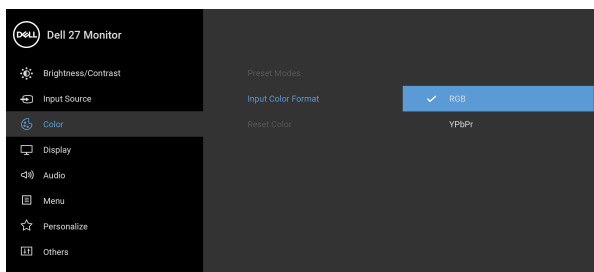 DELL Dell 27 Monitor
Brightness/Contrast
Input Source
Color
Display
Audio
Menu
Personalize
Others
Preset Modes
Input Color Format
Reset Color
RGB
YPbPr